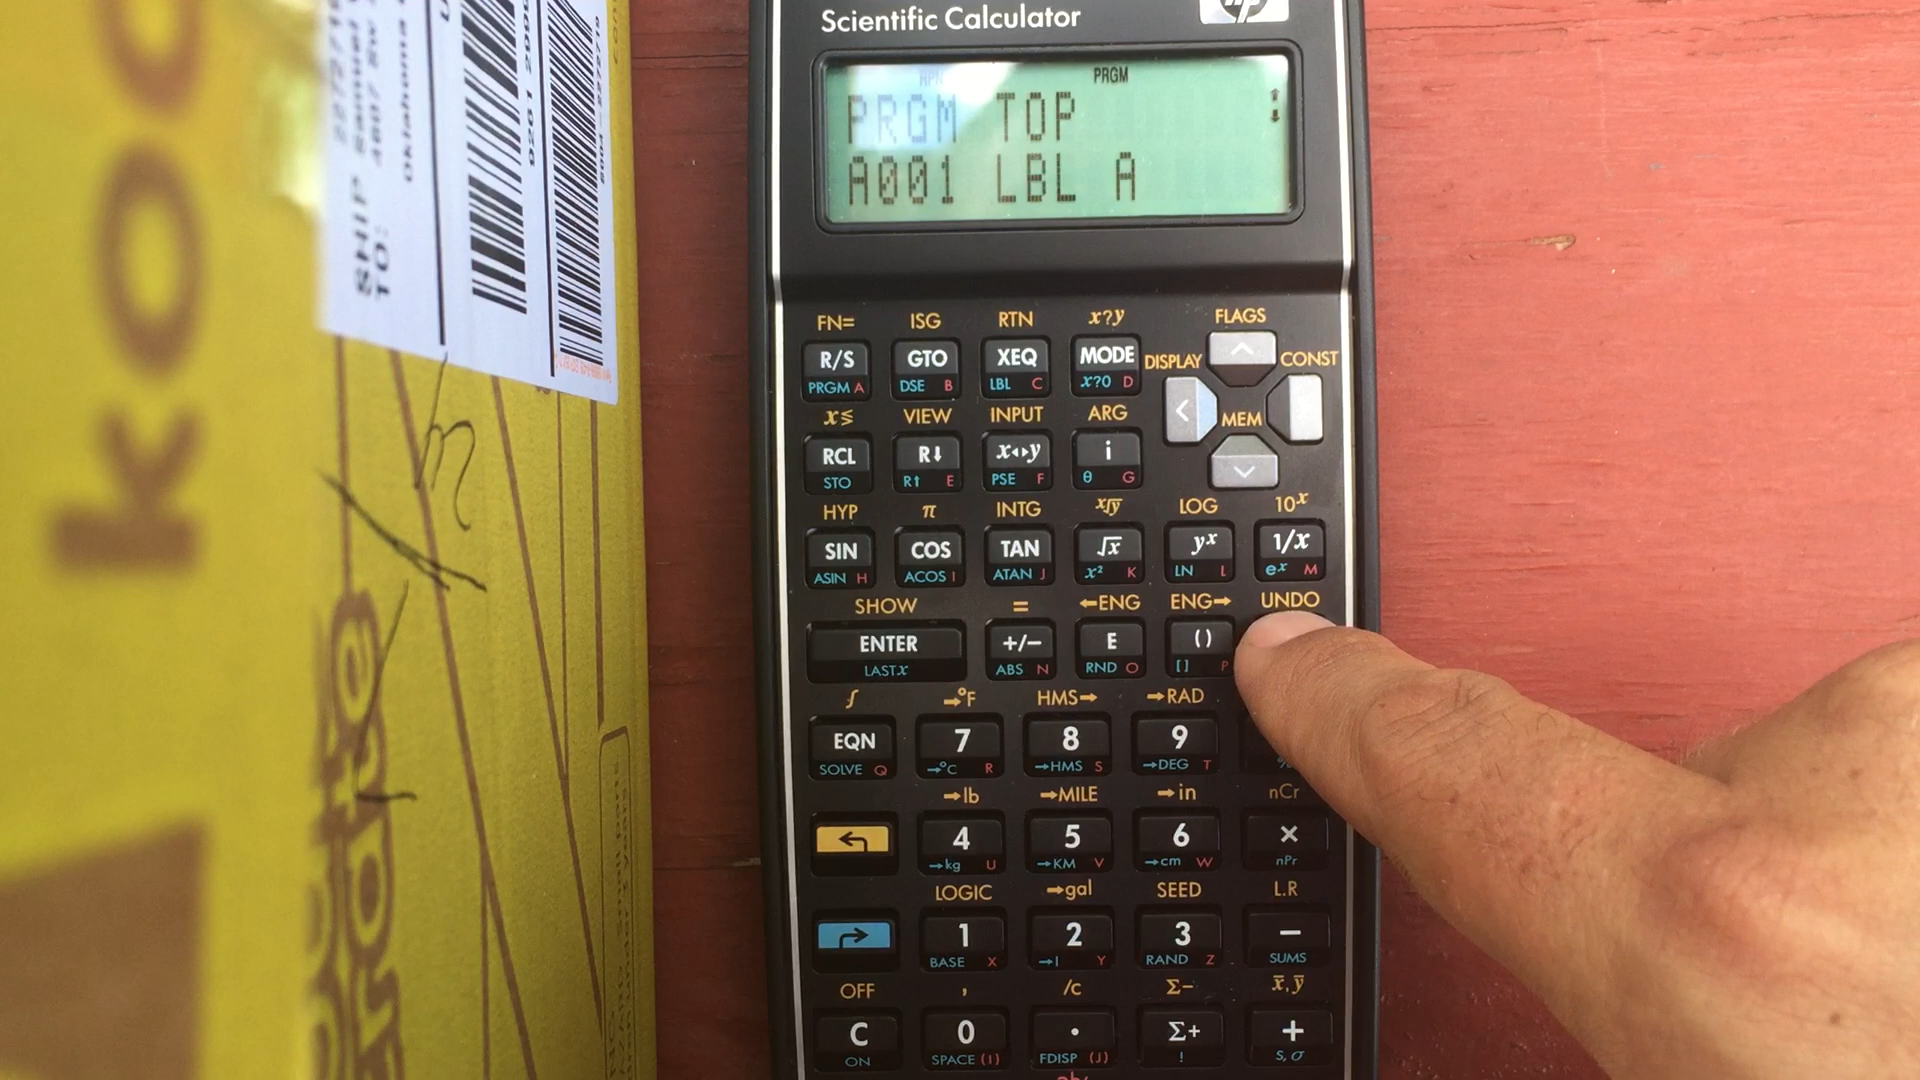 Scientific Calculator
hp
RPN PRGM
PRGM TOP
A001 LBL A
FN= ISG RTN x?y FLAGS
R/S GTO XEQ MODE DISPLAY CONST
PRGM A DSE B LBL C x?0 D
x≶ VIEW INPUT ARG MEM
RCL R↓ x◂▸y i
STO R↑ E PSE F θ G
HYP π INTG x√y LOG 10ˣ
SIN COS TAN √x yˣ 1/x
ASIN H ACOS I ATAN J x² K LN L eˣ M
SHOW = ←ENG ENG→ UNDO
ENTER +/− E ()
LASTx ABS N RND O [] P
∫ →°F HMS→ →RAD
EQN 7 8 9
SOLVE Q →°C R →HMS S →DEG T %
→lb →MILE →in nCr
4 5 6 ×
→kg U →KM V →cm W nPr
LOGIC →gal SEED L.R
1 2 3 −
BASE X →l Y RAND Z SUMS
OFF , /c Σ− x̄,ȳ
C 0 · Σ+ +
ON SPACE (I) FDISP (J) ! s,σ
SHIP
TO:
Oklahoma